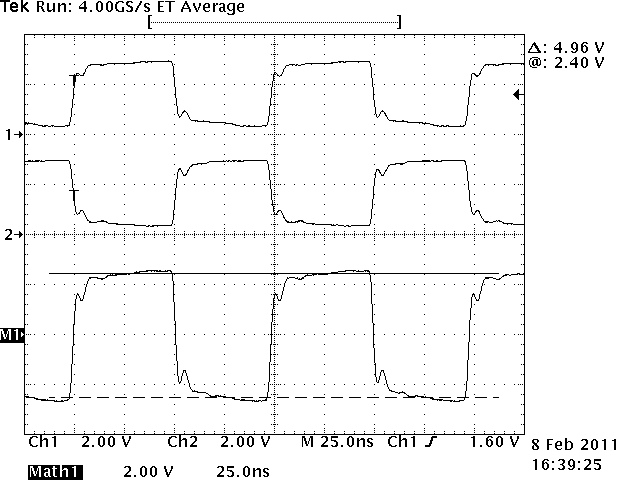 Tek Run: 4.00GS/s ET Average
Δ: 4.96 V
@: 2.40 V
1
2
M1
Ch1 2.00 V Ch2 2.00 V M 25.0ns Ch1 1.60 V
Math1 2.00 V 25.0ns
8 Feb 2011
16:39:25